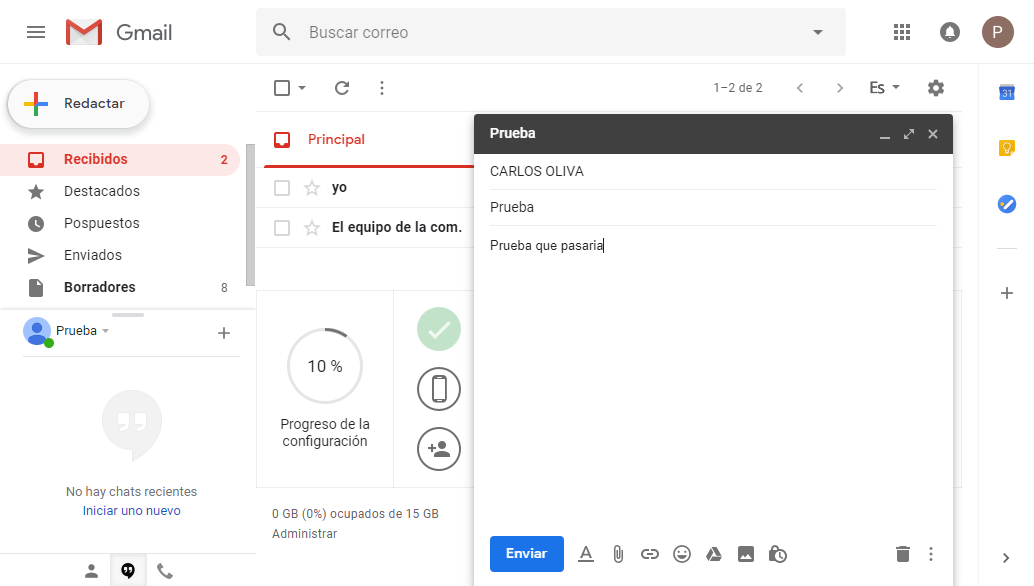 Gmail
Buscar correo
P
Redactar
1–2 de 2
Es
31
Recibidos 2
Destacados
Pospuestos
Enviados
Borradores 8
Principal
yo
El equipo de la com.
Prueba
CARLOS OLIVA
Prueba
Prueba que pasaria
Prueba
No hay chats recientes
Iniciar uno nuevo
10 %
Progreso de la
configuración
0 GB (0%) ocupados de 15 GB
Administrar
Enviar